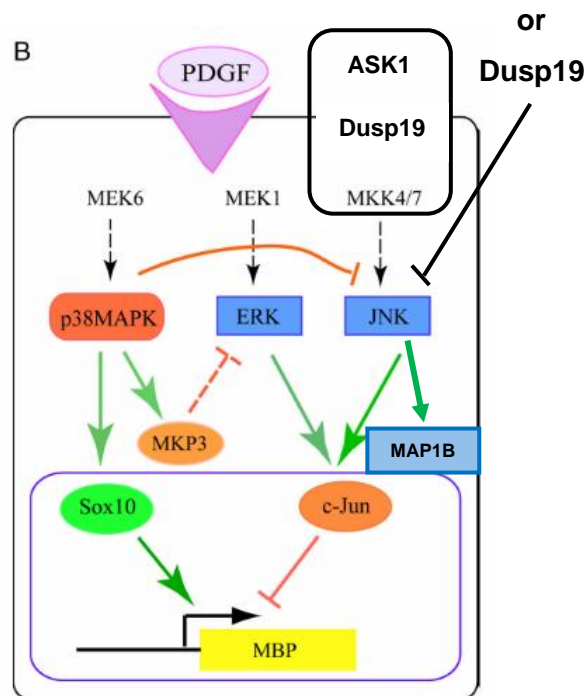 or
B
ASK1
Dusp19
PDGF
Dusp19
MEK6 MEK1 MKK4/7
p38MAPK ERK JNK
MKP3 MAP1B
Sox10 c-Jun
MBP